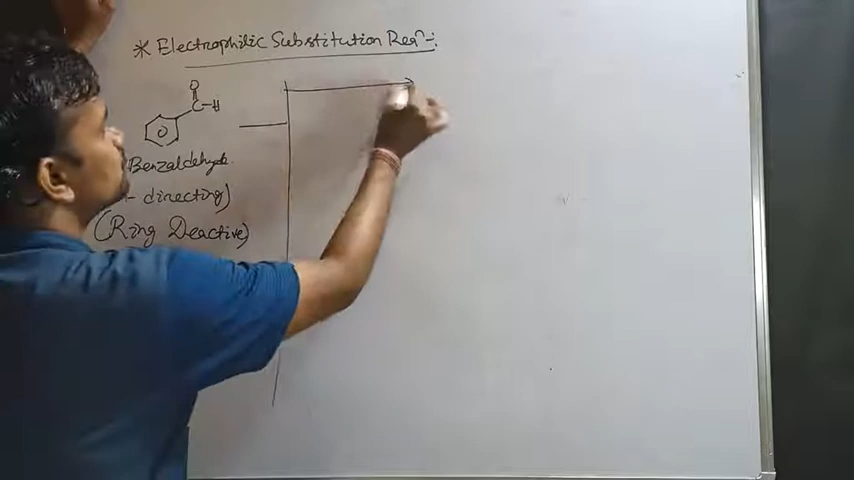 * Electrophilic Substitution Reaⁿ-:
O
C-H
Benzaldehyde
- directing)
(Ring Deactive)